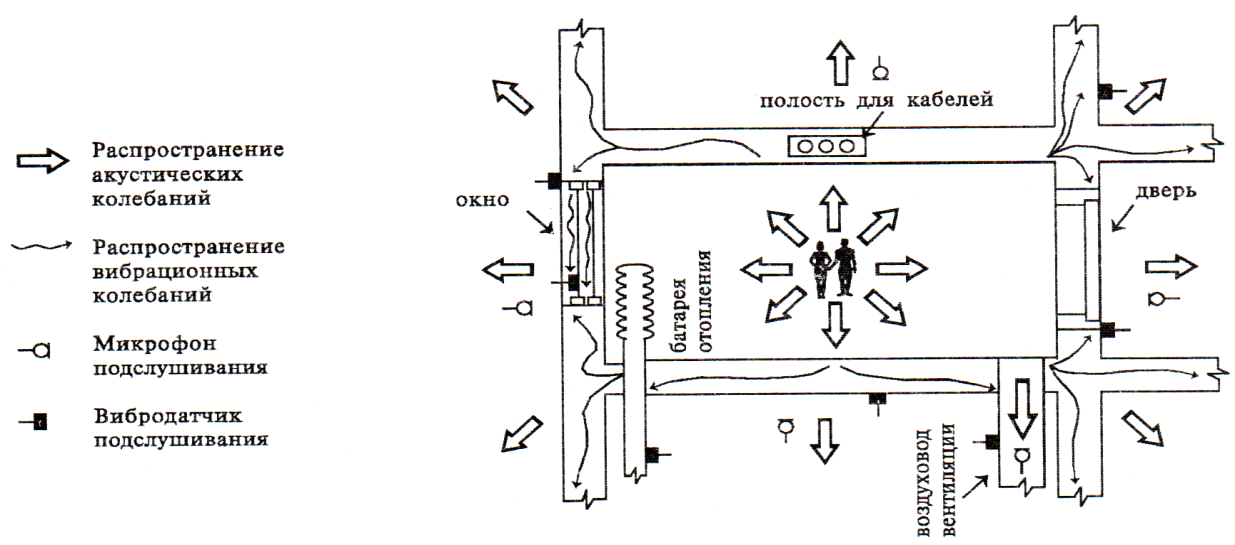 Распространение
акустических
колебаний
Распространение
вибрационных
колебаний
Микрофон
подслушивания
Вибродатчик
подслушивания
полость для кабелей
окно
дверь
батарея
отопления
воздуховод
вентиляции